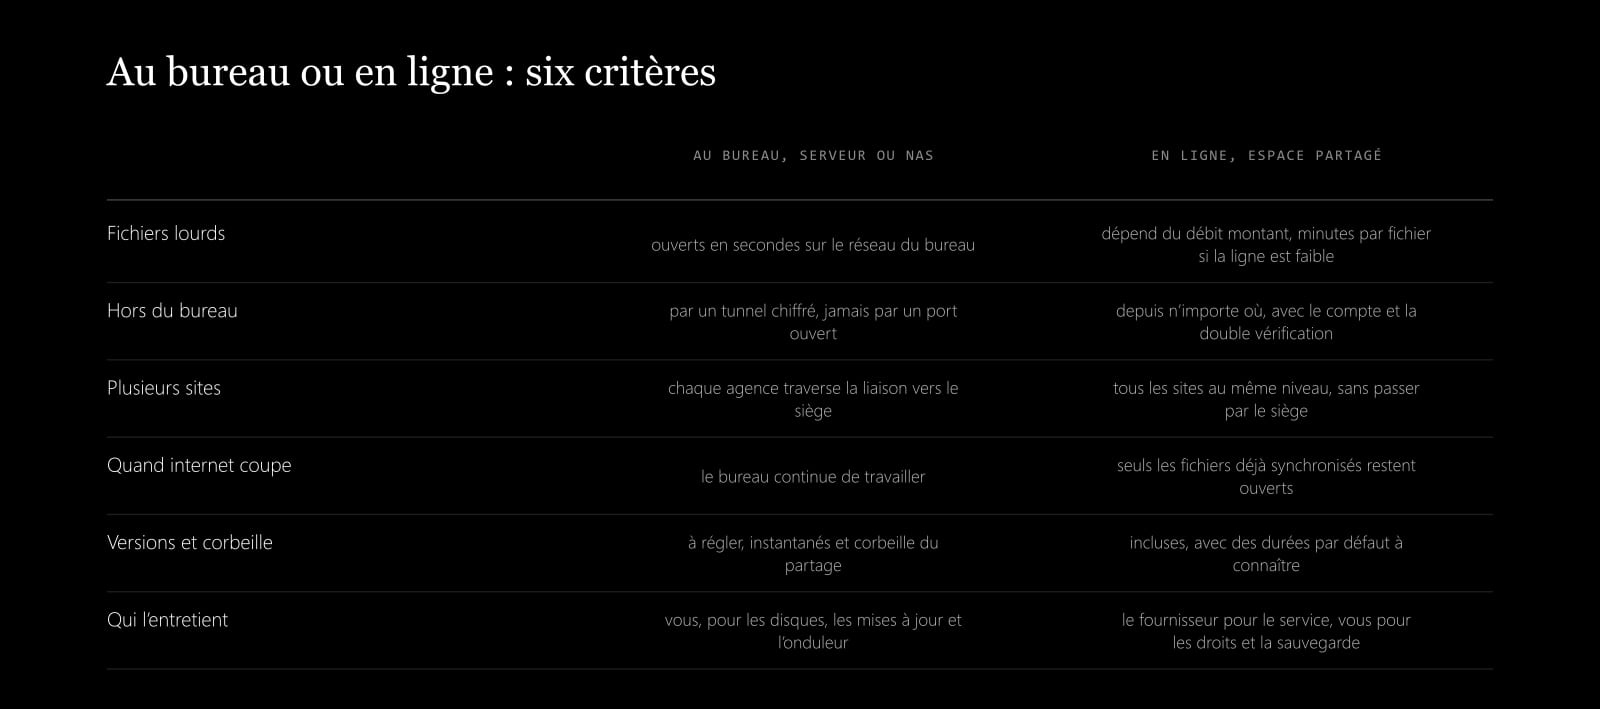 Au bureau ou en ligne : six critères
AU BUREAU, SERVEUR OU NAS
EN LIGNE, ESPACE PARTAGÉ
Fichiers lourds
ouverts en secondes sur le réseau du bureau
dépend du débit montant, minutes par fichier
si la ligne est faible
Hors du bureau
par un tunnel chiffré, jamais par un port
ouvert
depuis n’importe où, avec le compte et la
double vérification
Plusieurs sites
chaque agence traverse la liaison vers le
siège
tous les sites au même niveau, sans passer
par le siège
Quand internet coupe
le bureau continue de travailler
seuls les fichiers déjà synchronisés restent
ouverts
Versions et corbeille
à régler, instantanés et corbeille du
partage
incluses, avec des durées par défaut à
connaître
Qui l’entretient
vous, pour les disques, les mises à jour et
l’onduleur
le fournisseur pour le service, vous pour
les droits et la sauvegarde